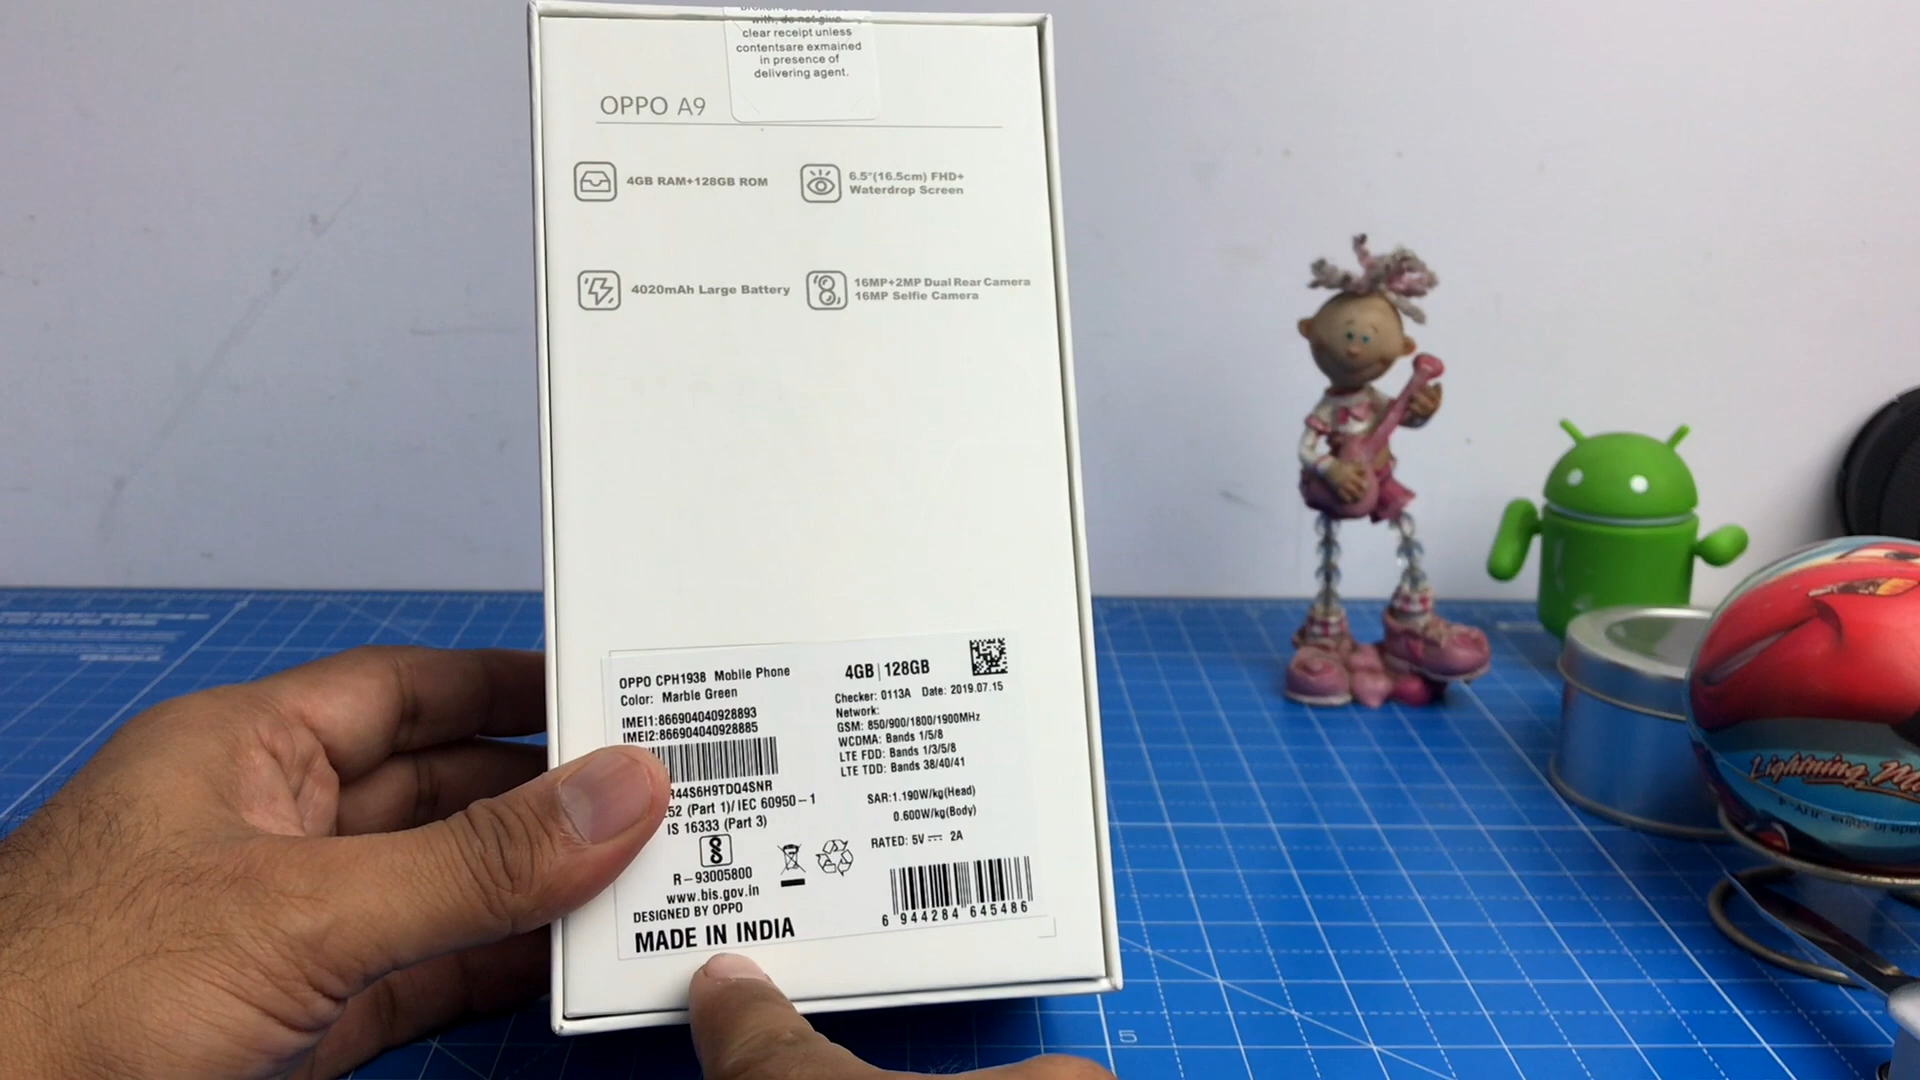 with, do not give
clear receipt unless
contentsare exmained
in presence of
delivering agent.
OPPO A9
4GB RAM+128GB ROM
6.5"(16.5cm) FHD+
Waterdrop Screen
4020mAh Large Battery
16MP+2MP Dual Rear Camera
16MP Selfie Camera
OPPO CPH1938 Mobile Phone
Color: Marble Green
IMEI1:866904040928893
IMEI2:866904040928885
R44S6H9TDQ4SNR
52 (Part 1)/ IEC 60950-1
IS 16333 (Part 3)
R-93005800
www.bis.gov.in
DESIGNED BY OPPO
MADE IN INDIA
4GB | 128GB
Checker: 0113A Date: 2019.07.15
Network:
GSM: 850/900/1800/1900MHz
WCDMA: Bands 1/5/8
LTE FDD: Bands 1/3/5/8
LTE TDD: Bands 38/40/41
SAR:1.190W/kg(Head)
0.600W/kg(Body)
RATED: 5V 2A
6 944284 645486
Lightning
5